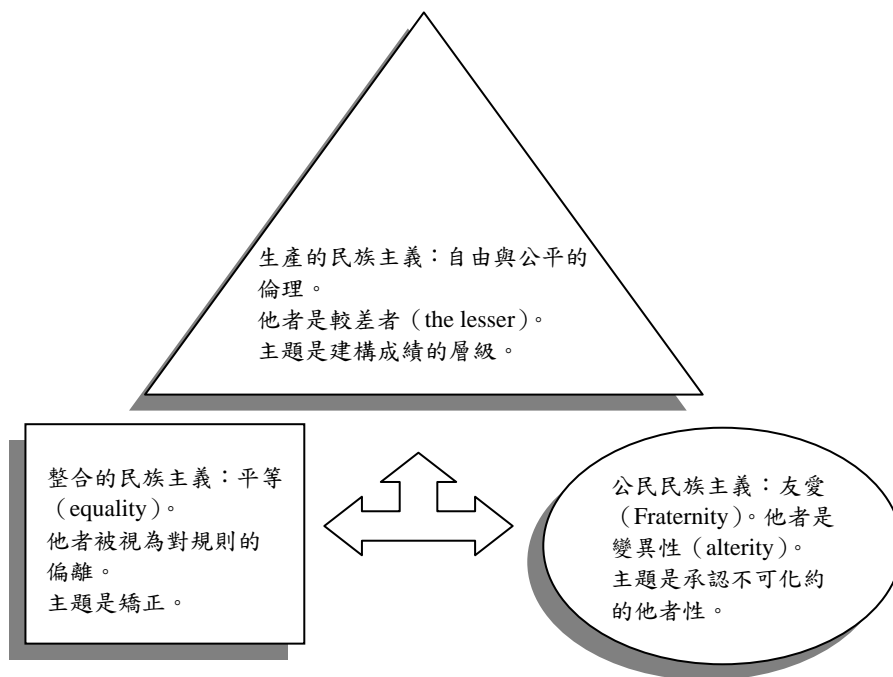 生產的民族主義：自由與公平的
倫理。
他者是較差者（the lesser）。
主題是建構成績的層級。
整合的民族主義：平等
（equality）。
他者被視為對規則的
偏離。
主題是矯正。
公民民族主義：友愛
（Fraternity）。他者是
變異性（alterity）。
主題是承認不可化約
的他者性。